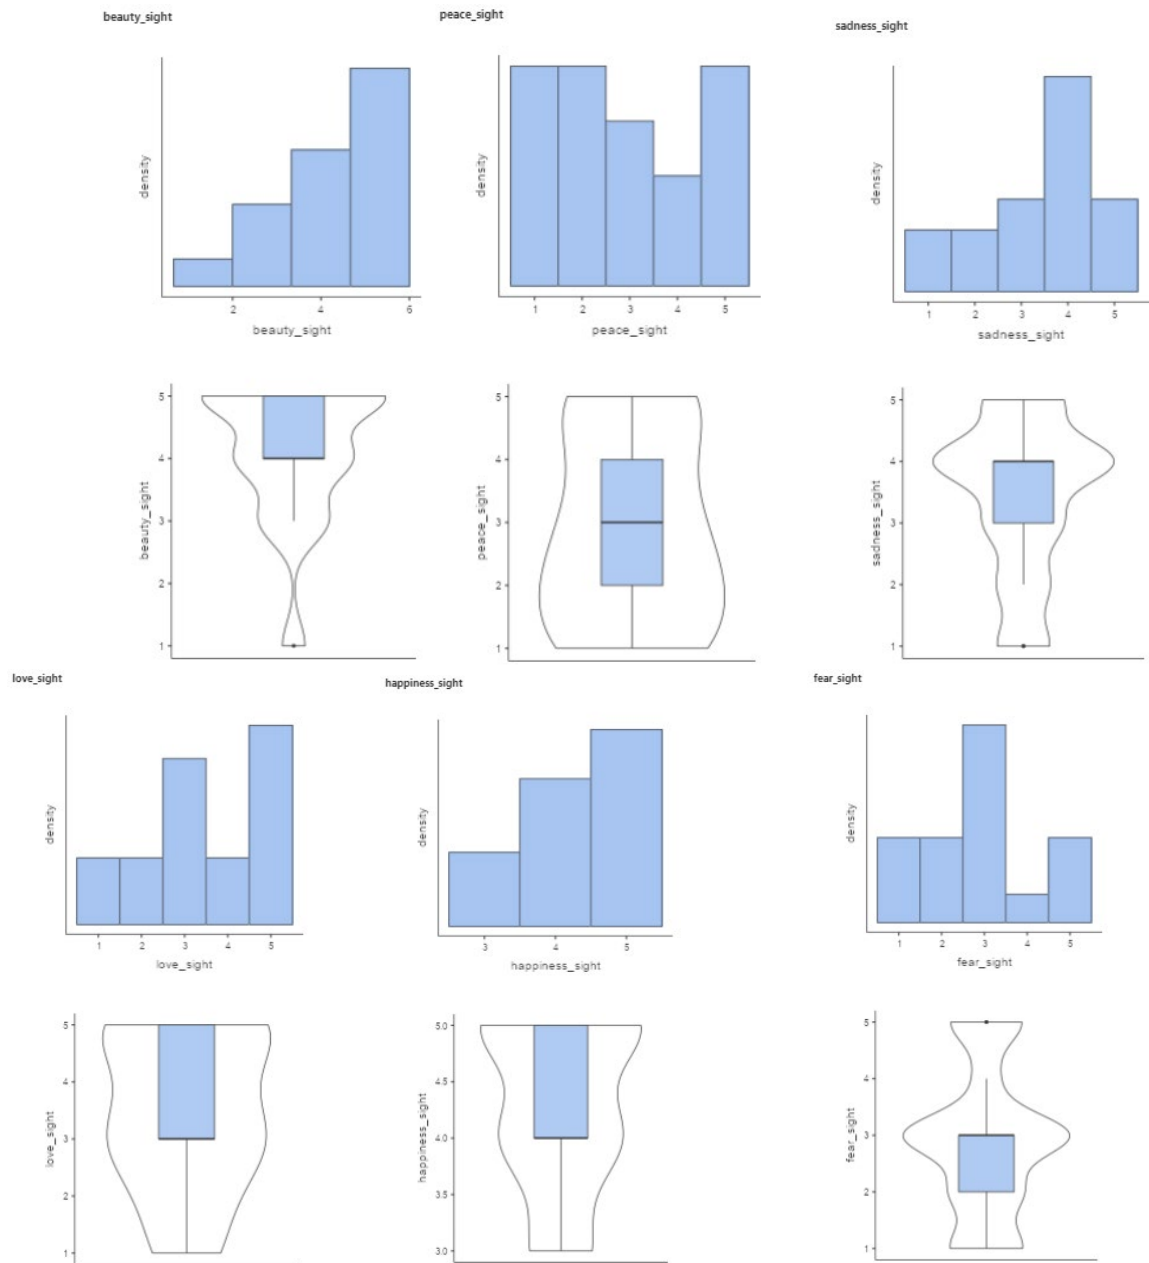 beauty_sight
peace_sight
sadness_sight
density
2 4 6
beauty_sight
density
1 2 3 4 5
peace_sight
density
1 2 3 4 5
sadness_sight
beauty_sight
5
4
3
2
1
peace_sight
5
4
3
2
1
sadness_sight
5
4
3
2
1
love_sight
happiness_sight
fear_sight
density
1 2 3 4 5
love_sight
density
3 4 5
happiness_sight
density
1 2 3 4 5
fear_sight
love_sight
5
4
3
2
1
happiness_sight
5.0
4.5
4.0
3.5
3.0
fear_sight
5
4
3
2
1